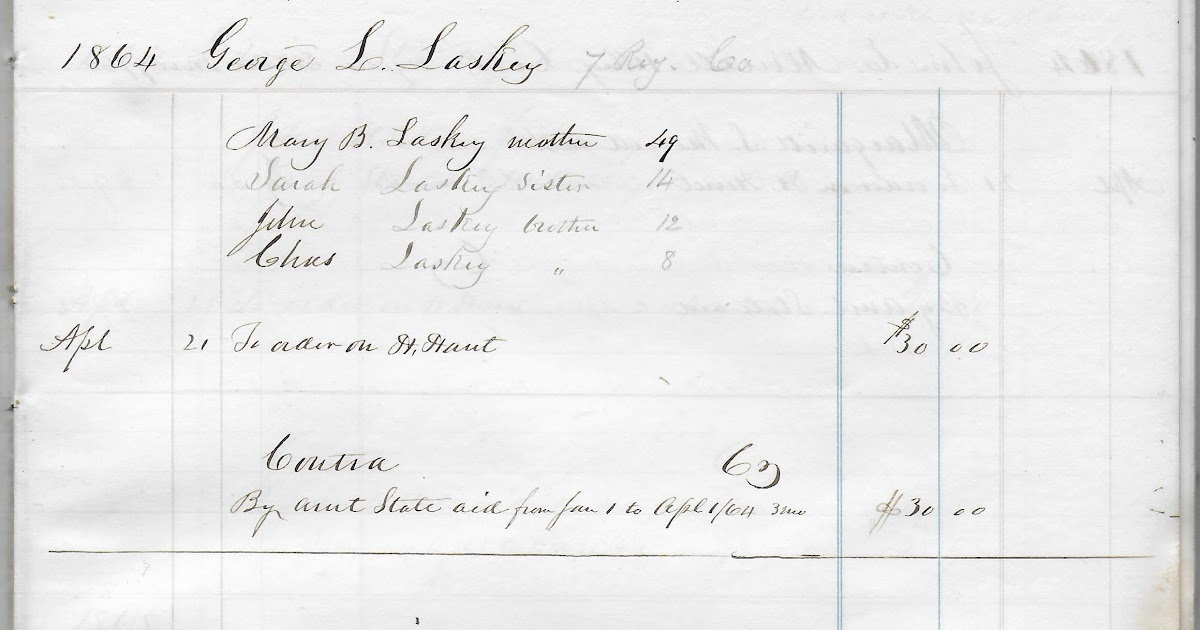 1864 George L. Laskey 7 Reg. Co
Mary B. Laskey mother 49
Sarah Laskey Sister 14
John Laskey brother 12
Chas Laskey " 8
Apl 21 To order on H. Hant $30 00
Contra Cr
By amt State aid from Jan 1 to Apl 1/64 3 mo $30 00